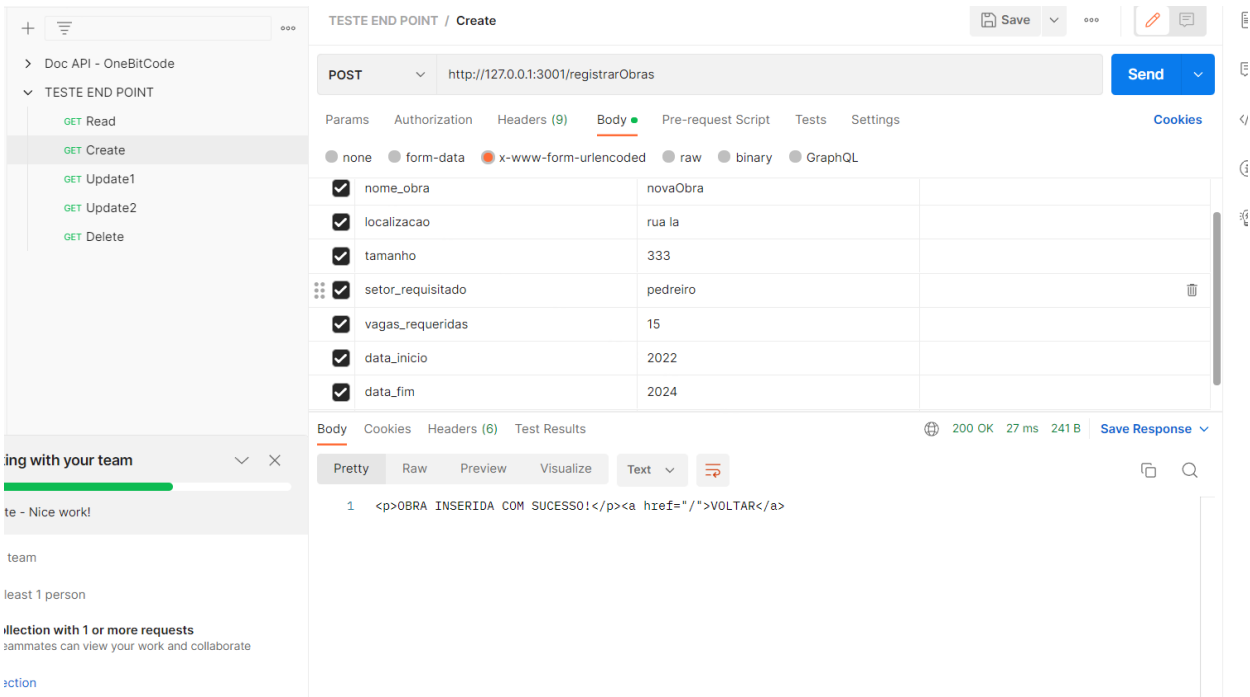 TESTE END POINT / Create
Save
Doc API - OneBitCode
TESTE END POINT
GET Read
GET Create
GET Update1
GET Update2
GET Delete
POST
http://127.0.0.1:3001/registrarObras
Send
Params Authorization Headers (9) Body Pre-request Script Tests Settings Cookies
none form-data x-www-form-urlencoded raw binary GraphQL
nome_obra novaObra
localizacao rua la
tamanho 333
setor_requisitado pedreiro
vagas_requeridas 15
data_inicio 2022
data_fim 2024
Body Cookies Headers (6) Test Results 200 OK 27 ms 241 B Save Response
Pretty Raw Preview Visualize Text
1 <p>OBRA INSERIDA COM SUCESSO!</p><a href="/">VOLTAR</a>
ing with your team
te - Nice work!
team
least 1 person
ollection with 1 or more requests
eammates can view your work and collaborate
ection